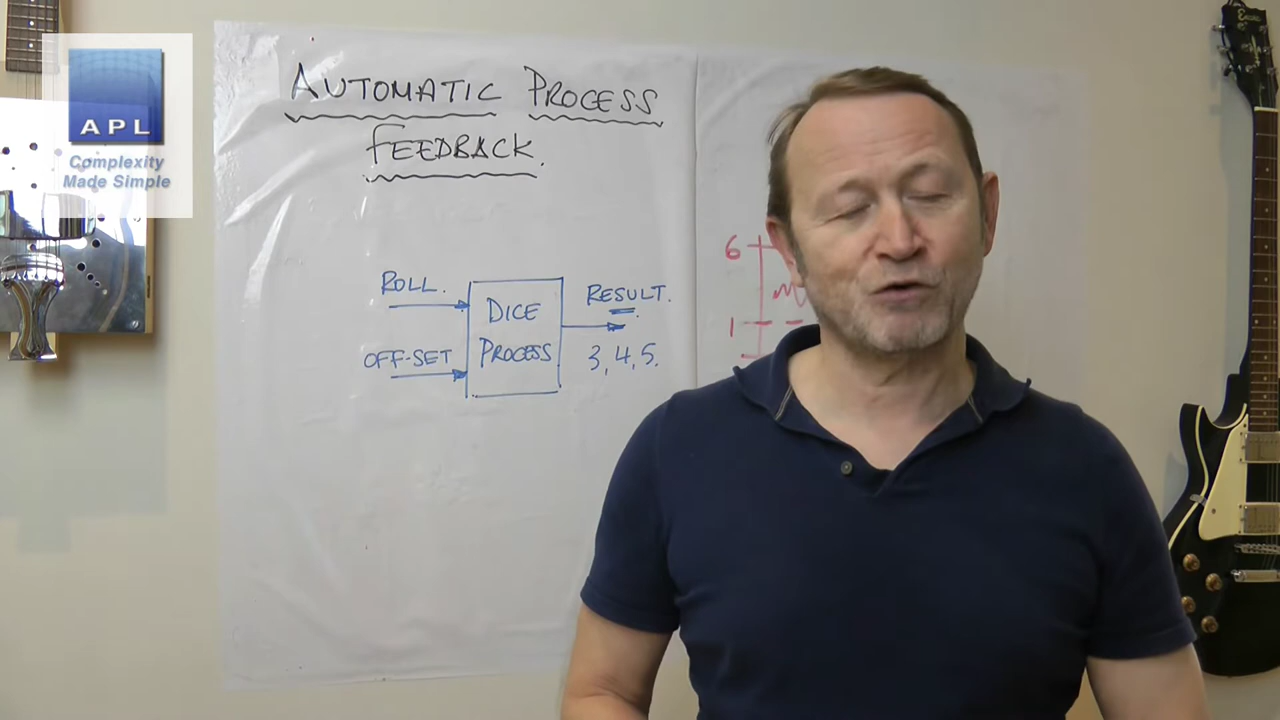 APL
Complexity
Made Simple
AUTOMATIC PROCESS
FEEDBACK.
ROLL.
OFF-SET
DICE
PROCESS
RESULT.
3, 4, 5.
6
1